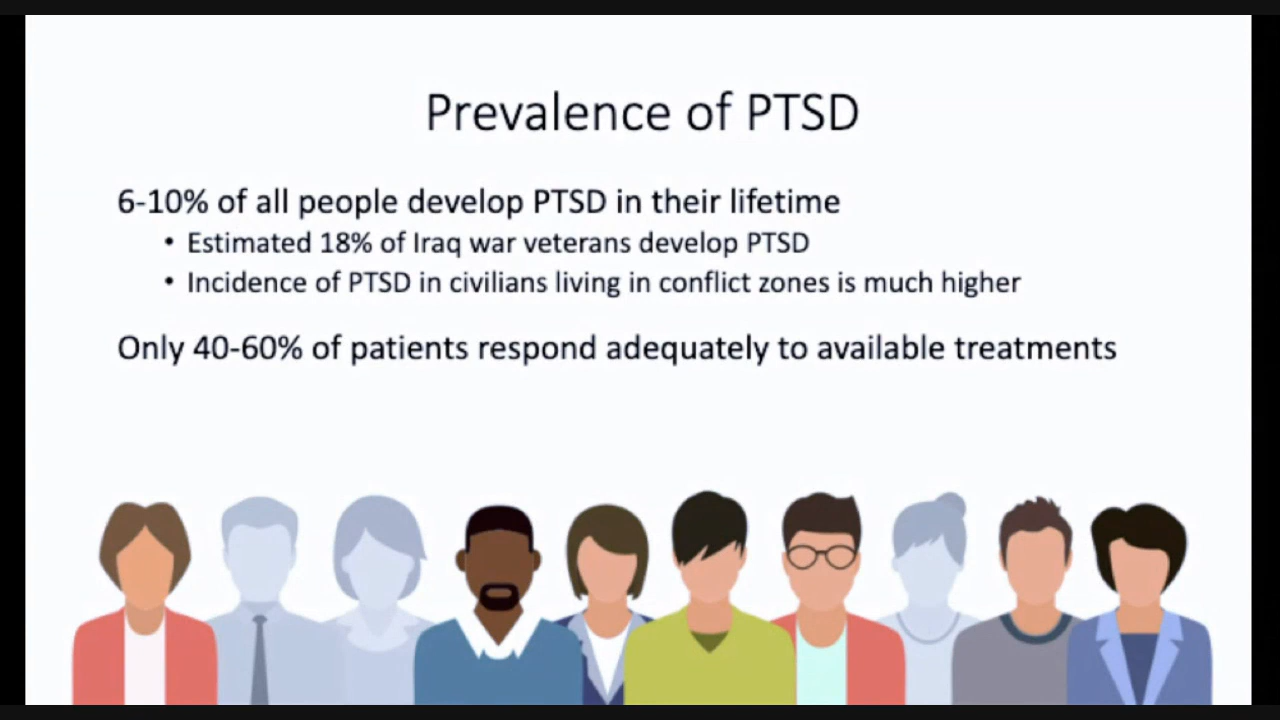 Prevalence of PTSD
6-10% of all people develop PTSD in their lifetime
• Estimated 18% of Iraq war veterans develop PTSD
• Incidence of PTSD in civilians living in conflict zones is much higher
Only 40-60% of patients respond adequately to available treatments